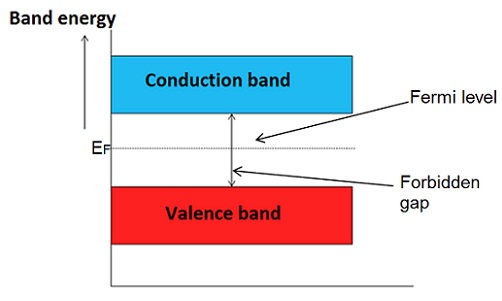 Band energy
Conduction band
Fermi level
EF
Forbidden
gap
Valence band